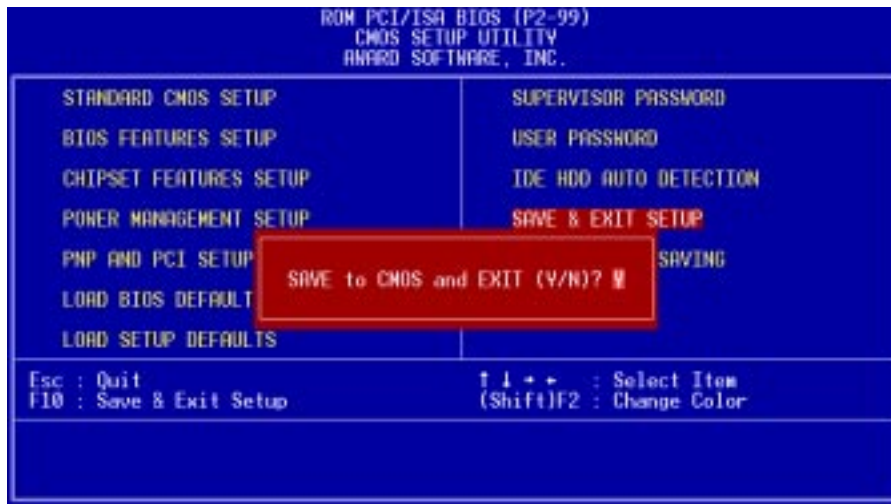 ROM PCI/ISA BIOS (P2-99)
CMOS SETUP UTILITY
AWARD SOFTWARE, INC.
STANDARD CMOS SETUP
BIOS FEATURES SETUP
CHIPSET FEATURES SETUP
POWER MANAGEMENT SETUP
PNP AND PCI SETUP
LOAD BIOS DEFAULT
LOAD SETUP DEFAULTS
SUPERVISOR PASSWORD
USER PASSWORD
IDE HDD AUTO DETECTION
SAVE & EXIT SETUP
SAVING
SAVE to CMOS and EXIT (Y/N)? Y
Esc : Quit
F10 : Save & Exit Setup
↑ ↓ → ← : Select Item
(Shift)F2 : Change Color